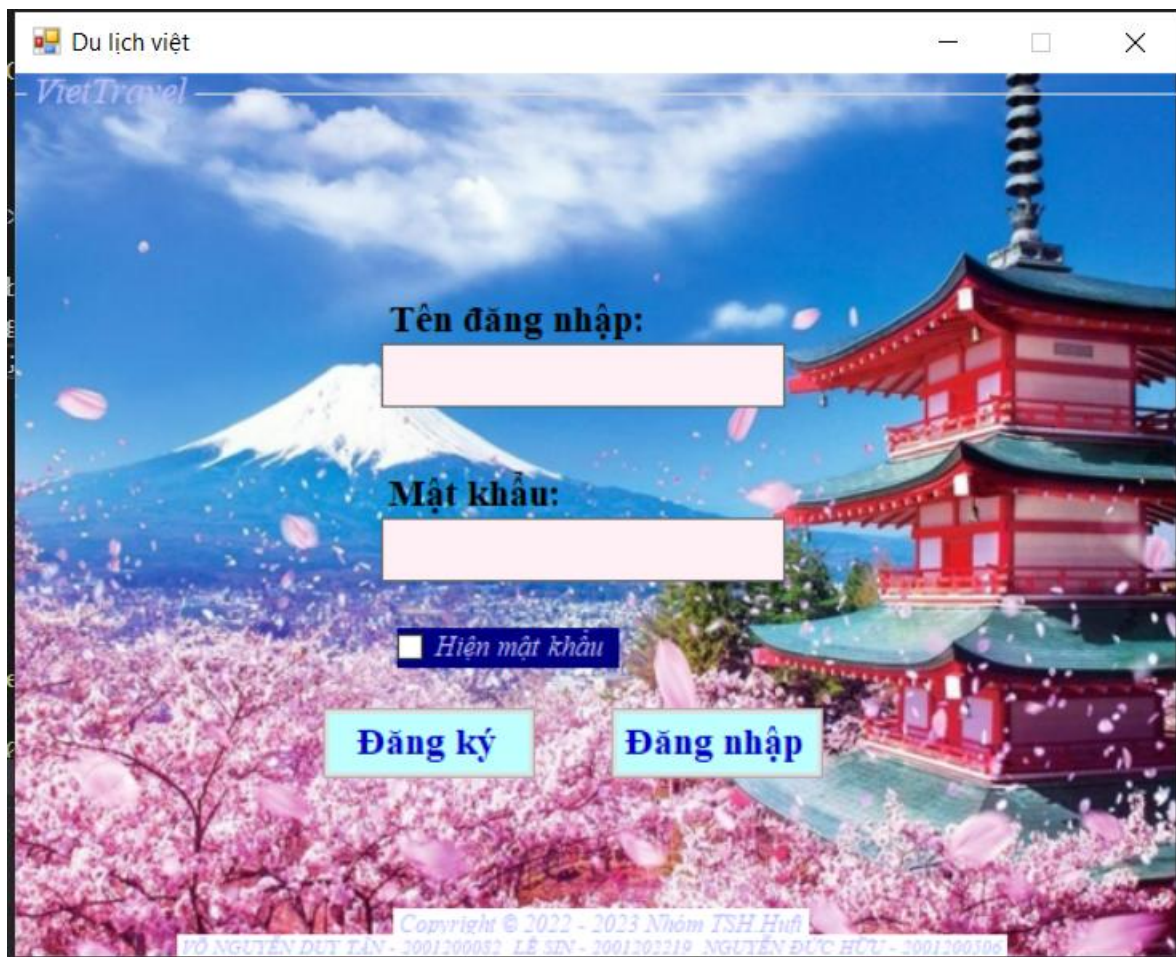 Du lịch việt
VietTravel
Tên đăng nhập:
Mật khẩu:
Hiện mật khẩu
Đăng ký
Đăng nhập
Copyright © 2022 - 2023 Nhóm TSH Hufi
VÕ NGUYỄN DUY TÂN - 2001200082 LÊ SIN - 2001202219 NGUYỄN ĐỨC HỮU - 2001200306